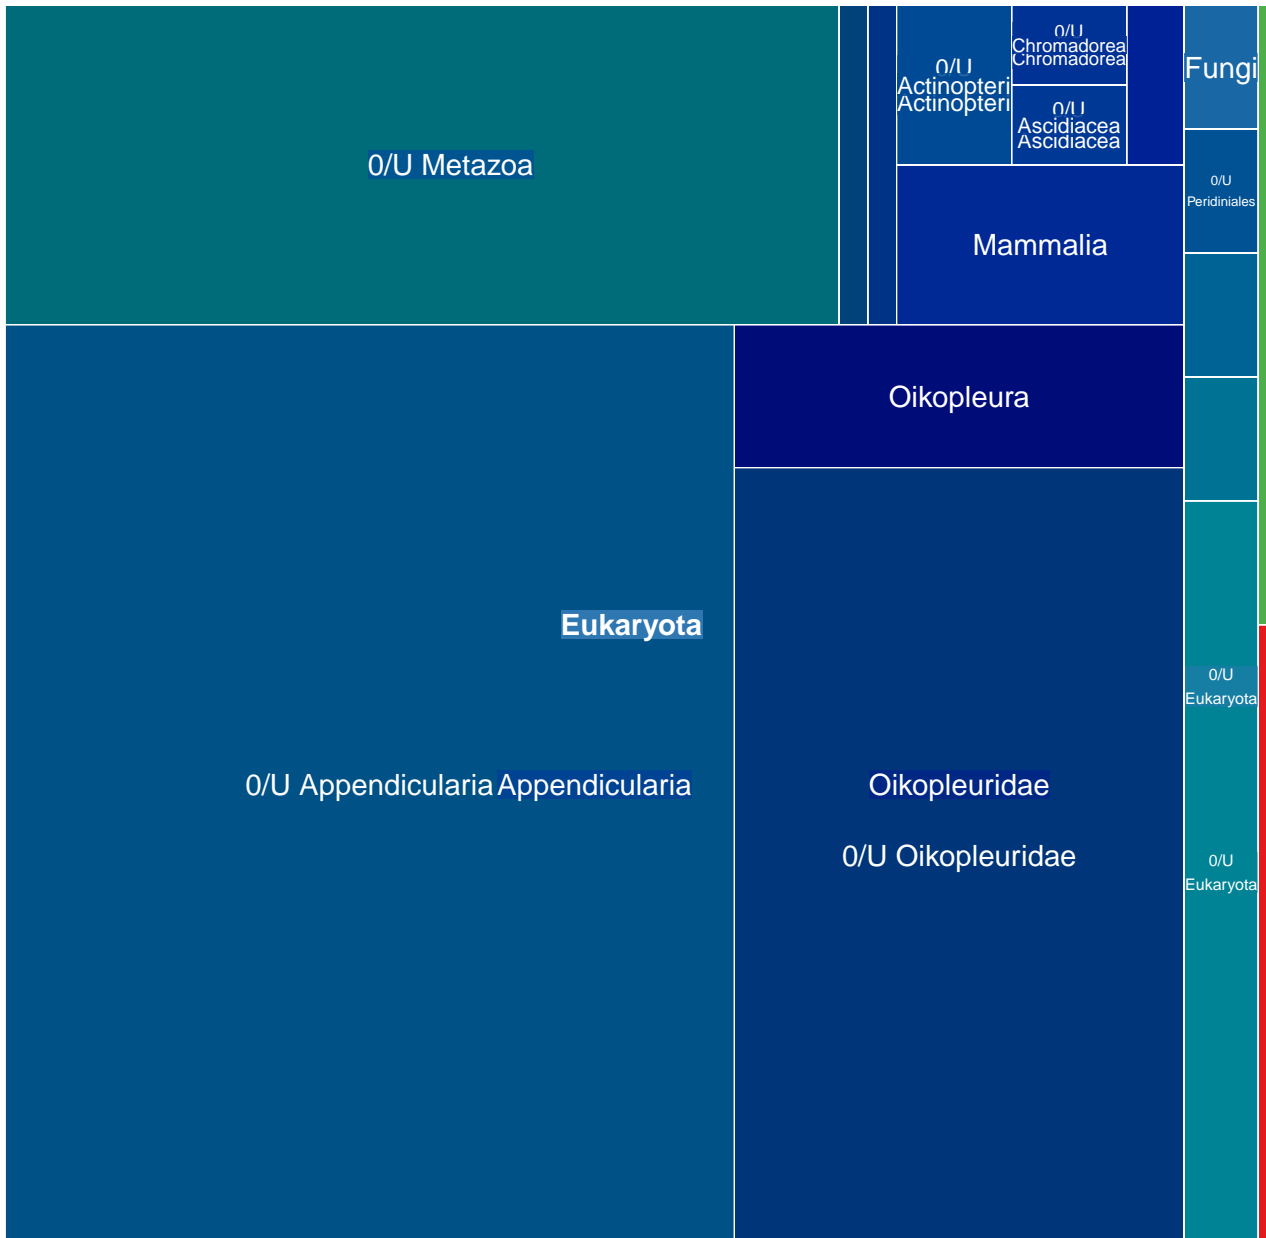 0/U Metazoa
0/U
Actinopteri
Actinopteri
0/U
Chromadorea
Chromadorea
0/U
Ascidiacea
Ascidiacea
Mammalia
Fungi
0/U
Peridiniales
Oikopleura
Eukaryota
0/U
Eukaryota
0/U Appendicularia Appendicularia
Oikopleuridae
0/U Oikopleuridae
0/U
Eukaryota